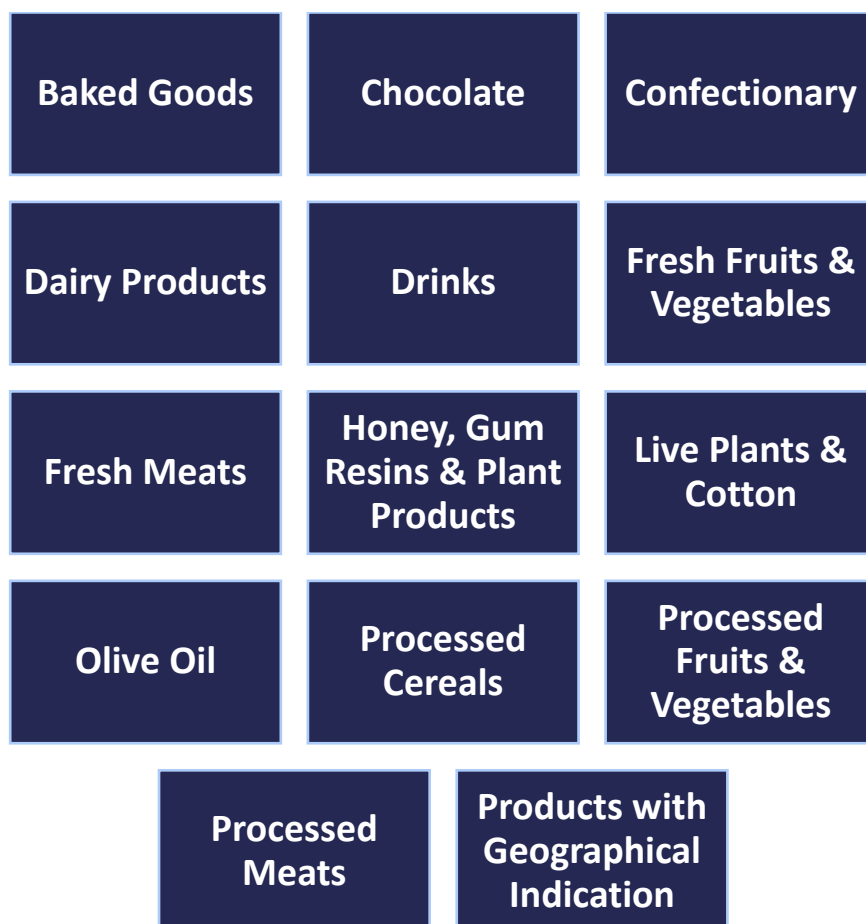 Baked Goods
Chocolate
Confectionary
Dairy Products
Drinks
Fresh Fruits &
Vegetables
Fresh Meats
Honey, Gum
Resins & Plant
Products
Live Plants &
Cotton
Olive Oil
Processed
Cereals
Processed
Fruits &
Vegetables
Processed
Meats
Products with
Geographical
Indication